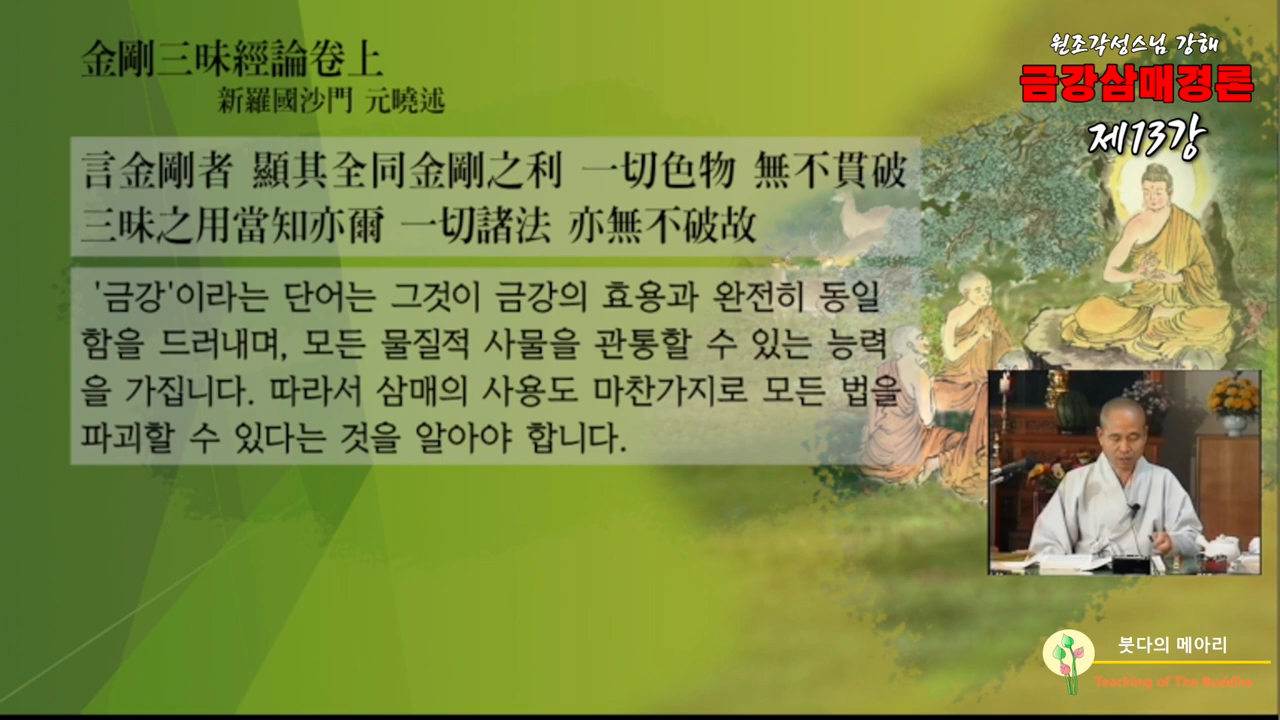 金剛三昧經論卷上
新羅國沙門 元曉述
言金剛者 顯其全同金剛之利 一切色物 無不貫破
三味之用當知亦爾 一切諸法 亦無不破故
'금강'이라는 단어는 그것이 금강의 효용과 완전히 동일
함을 드러내며, 모든 물질적 사물을 관통할 수 있는 능력
을 가집니다. 따라서 삼매의 사용도 마찬가지로 모든 법을
파괴할 수 있다는 것을 알아야 합니다.
원조각성스님 강해
금강삼매경론
제13강
붓다의 메아리
Teaching of The Buddha